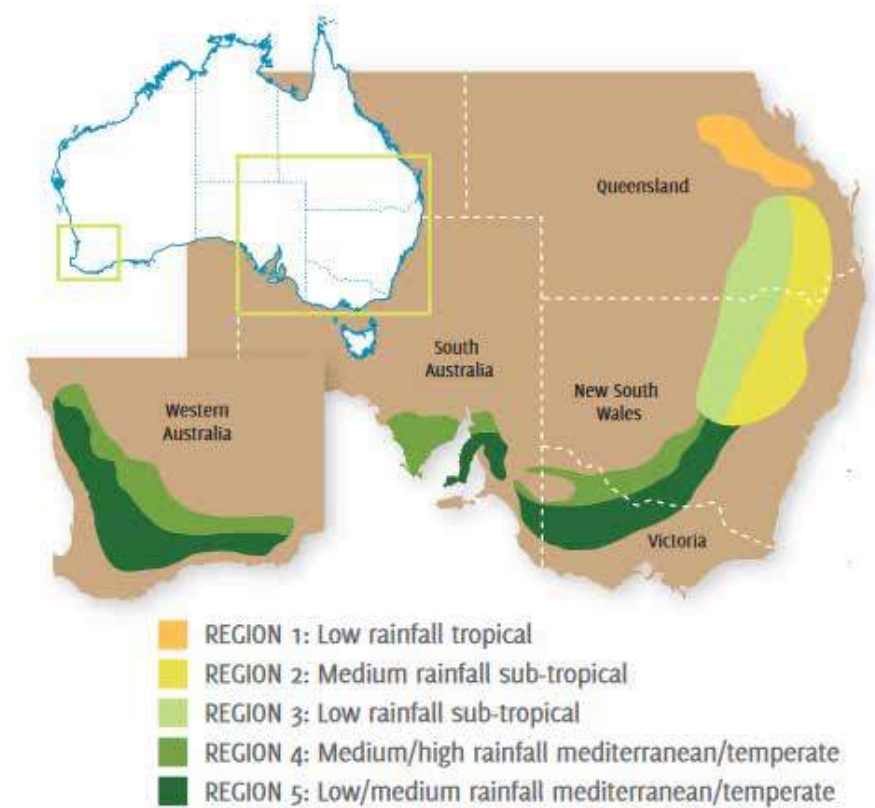 Queensland
South
Australia
New South
Wales
Western
Australia
Victoria
REGION 1: Low rainfall tropical
REGION 2: Medium rainfall sub-tropical
REGION 3: Low rainfall sub-tropical
REGION 4: Medium/high rainfall mediterranean/temperate
REGION 5: Low/medium rainfall mediterranean/temperate